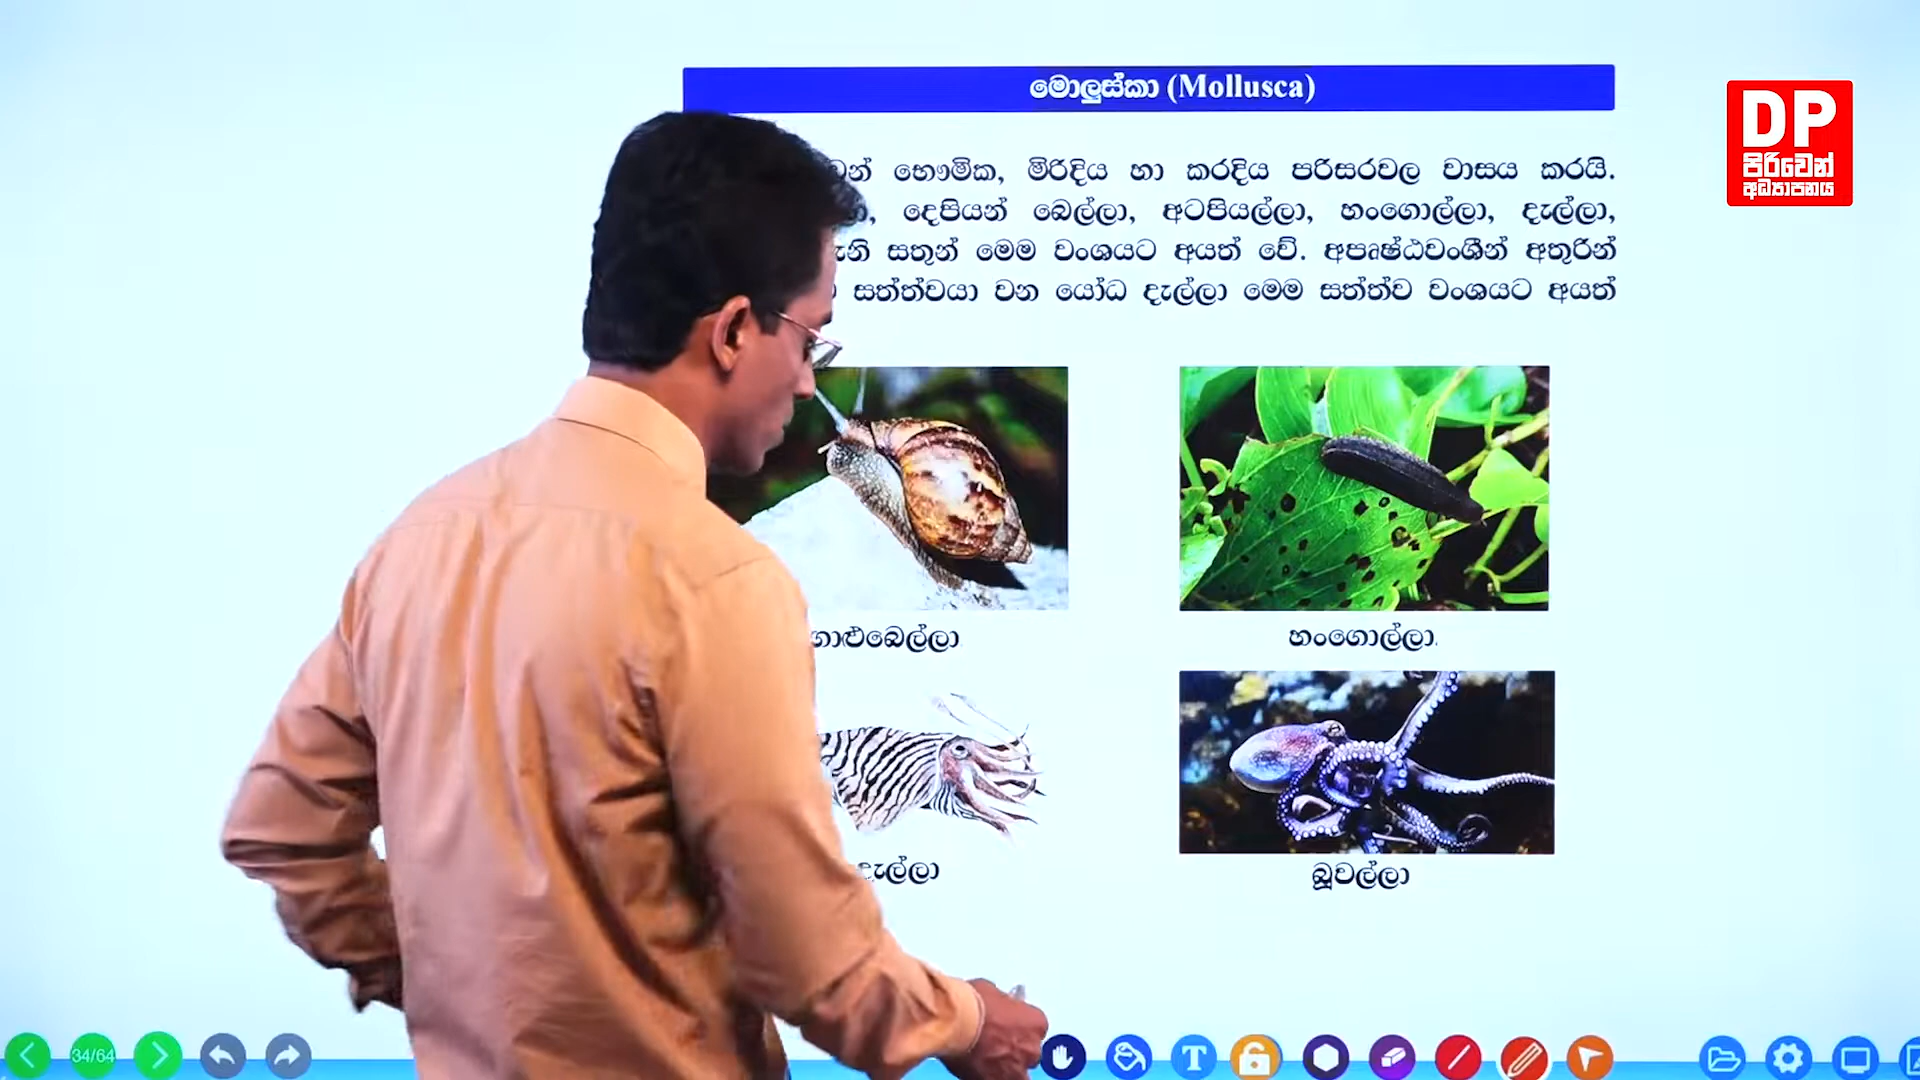 මොලුස්කා (Mollusca)
DP
පිරිවෙන්
අධ්‍යාපනය
භෞමික, මිරිදිය හා කරදිය පරිසරවල වාසය කරයි.
දෙපියන් බෙල්ලා, අටපියල්ලා, හංගොල්ලා, දැල්ලා,
සතුන් මෙම වංශයට අයත් වේ. අපෘෂ්ඨවංශීන් අතුරින්
සත්ත්වයා වන යෝධ දැල්ලා මෙම සත්ත්ව වංශයට අයත්
ගොළුබෙල්ලා
හංගොල්ලා.
දැල්ලා
බූවල්ලා
34/64
T